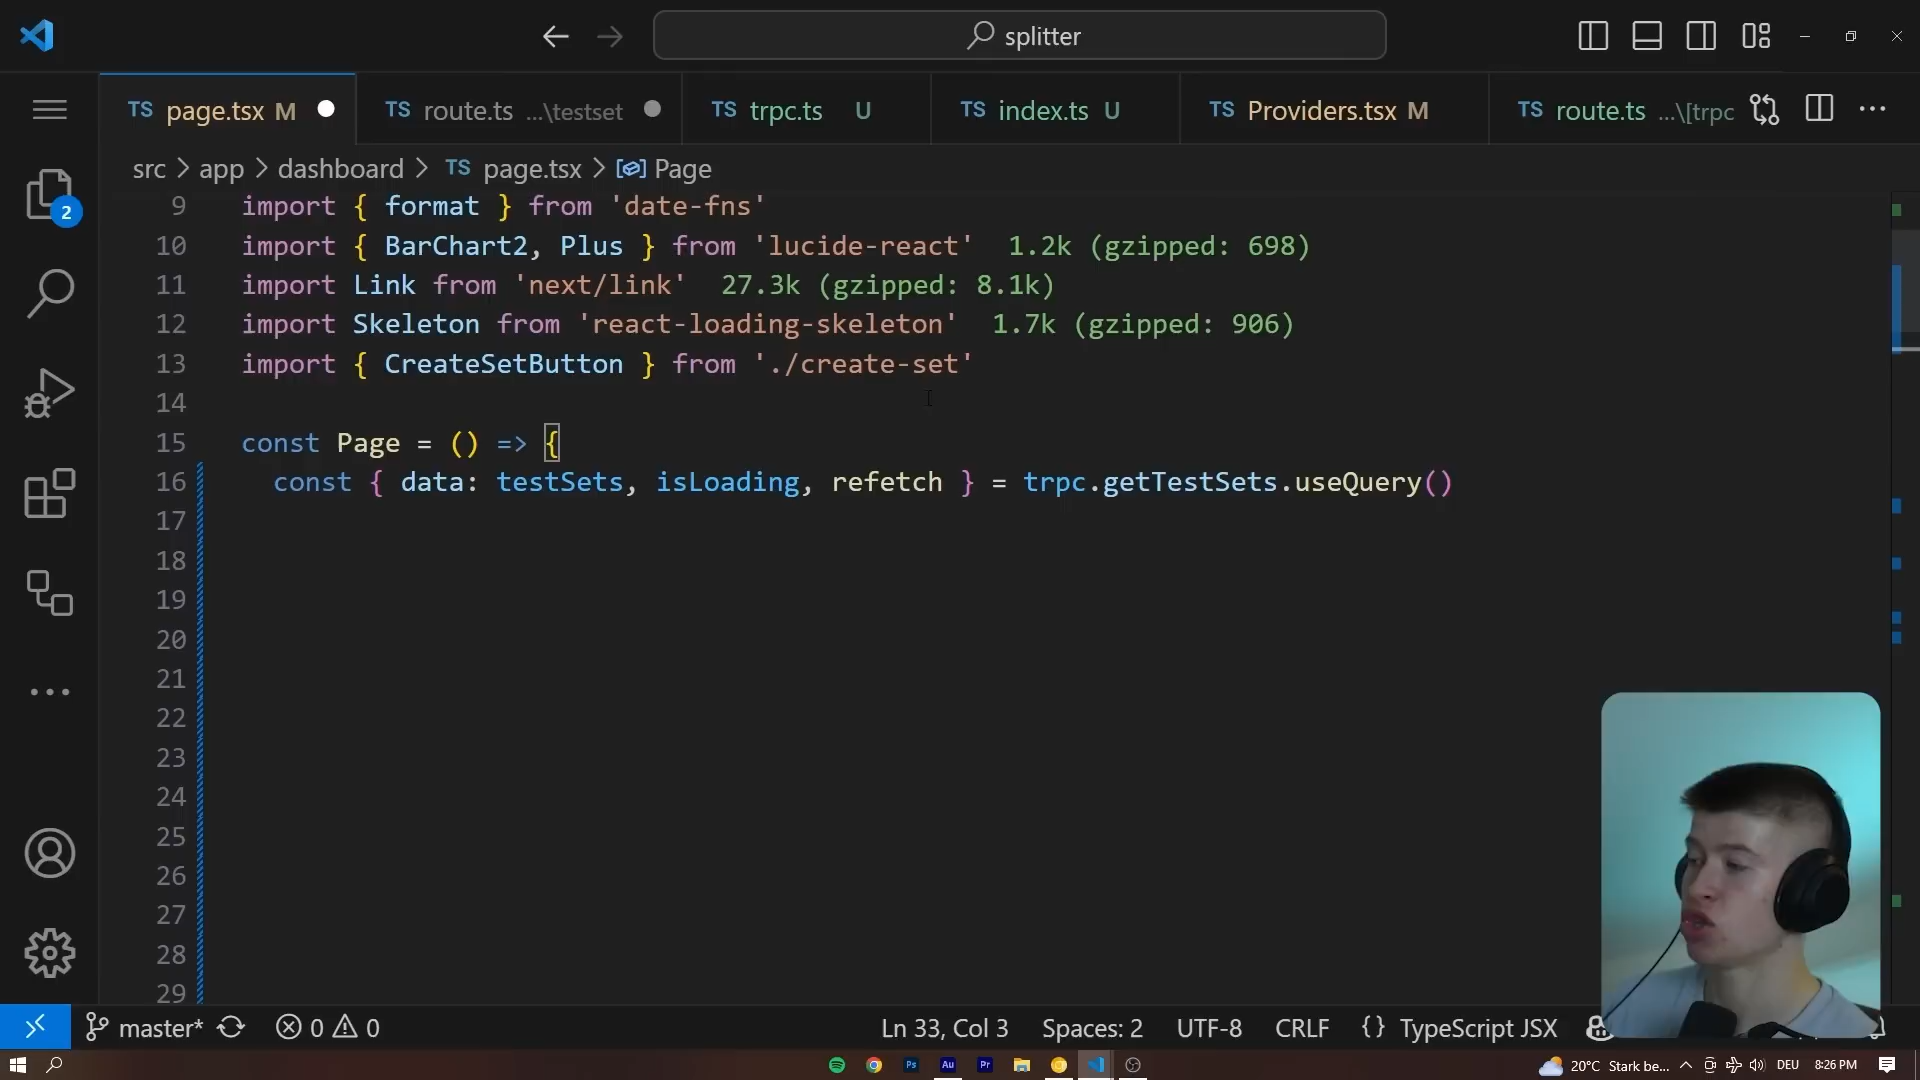 splitter
TS page.tsx M
TS route.ts ...\testset
TS trpc.ts U
TS index.ts U
TS Providers.tsx M
TS route.ts ...\[trpc
src > app > dashboard > TS page.tsx > Page
9 import { format } from 'date-fns'
10 import { BarChart2, Plus } from 'lucide-react' 1.2k (gzipped: 698)
11 import Link from 'next/link' 27.3k (gzipped: 8.1k)
12 import Skeleton from 'react-loading-skeleton' 1.7k (gzipped: 906)
13 import { CreateSetButton } from './create-set'
14
15 const Page = () => {
16 const { data: testSets, isLoading, refetch } = trpc.getTestSets.useQuery()
17
18
19
20
21
22
23
24
25
26
27
28
29
2
master* 0 0 Ln 33, Col 3 Spaces: 2 UTF-8 CRLF {} TypeScript JSX
Ps Au Pr 20°C Stark be... DEU 8:26 PM